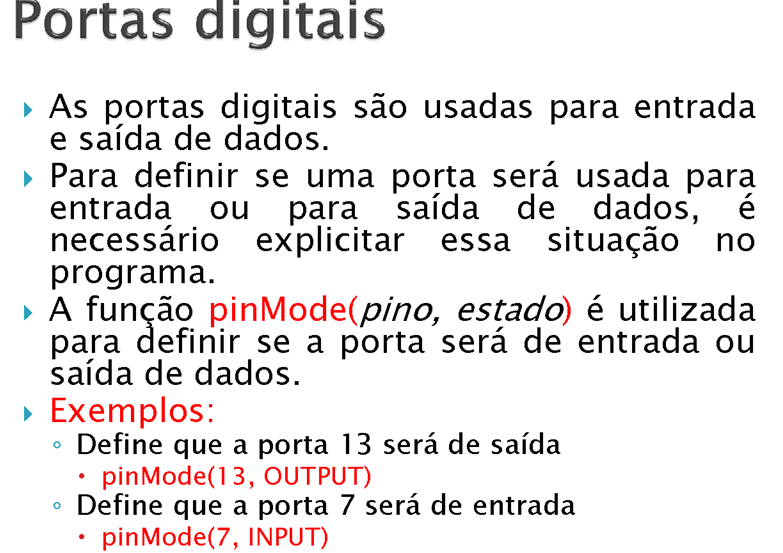 Portas digitais
As portas digitais são usadas para entrada
e saída de dados.
Para definir se uma porta será usada para
entrada ou para saída de dados, é
necessário explicitar essa situação no
programa.
A função pinMode(pino, estado) é utilizada
para definir se a porta será de entrada ou
saída de dados.
Exemplos:
Define que a porta 13 será de saída
pinMode(13, OUTPUT)
Define que a porta 7 será de entrada
pinMode(7, INPUT)